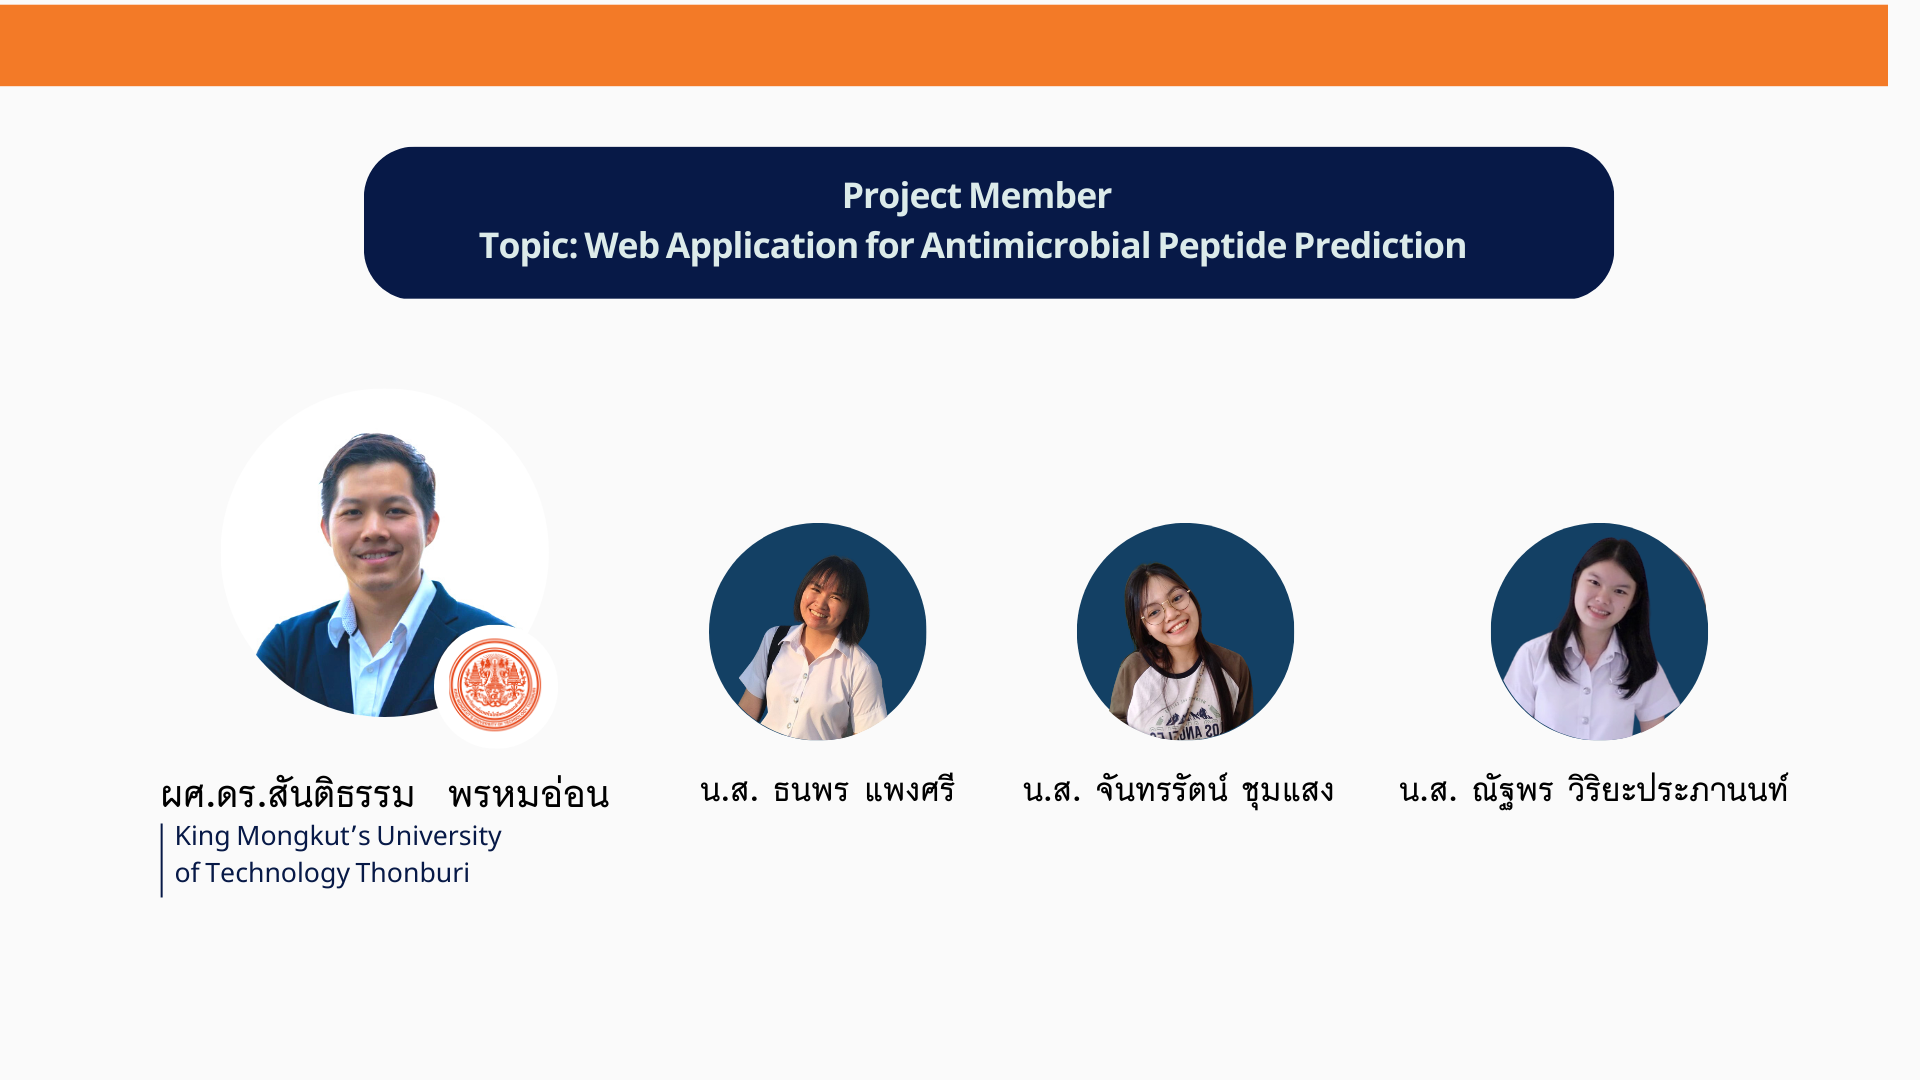 Project Member
Topic: Web Application for Antimicrobial Peptide Prediction
ผศ.ดร.สันติธรรม พรหมอ่อน
King Mongkut’s University
of Technology Thonburi
น.ส. ธนพร แพงศรี
น.ส. จันทรรัตน์ ชุมแสง
น.ส. ณัฐพร วิริยะประภานนท์